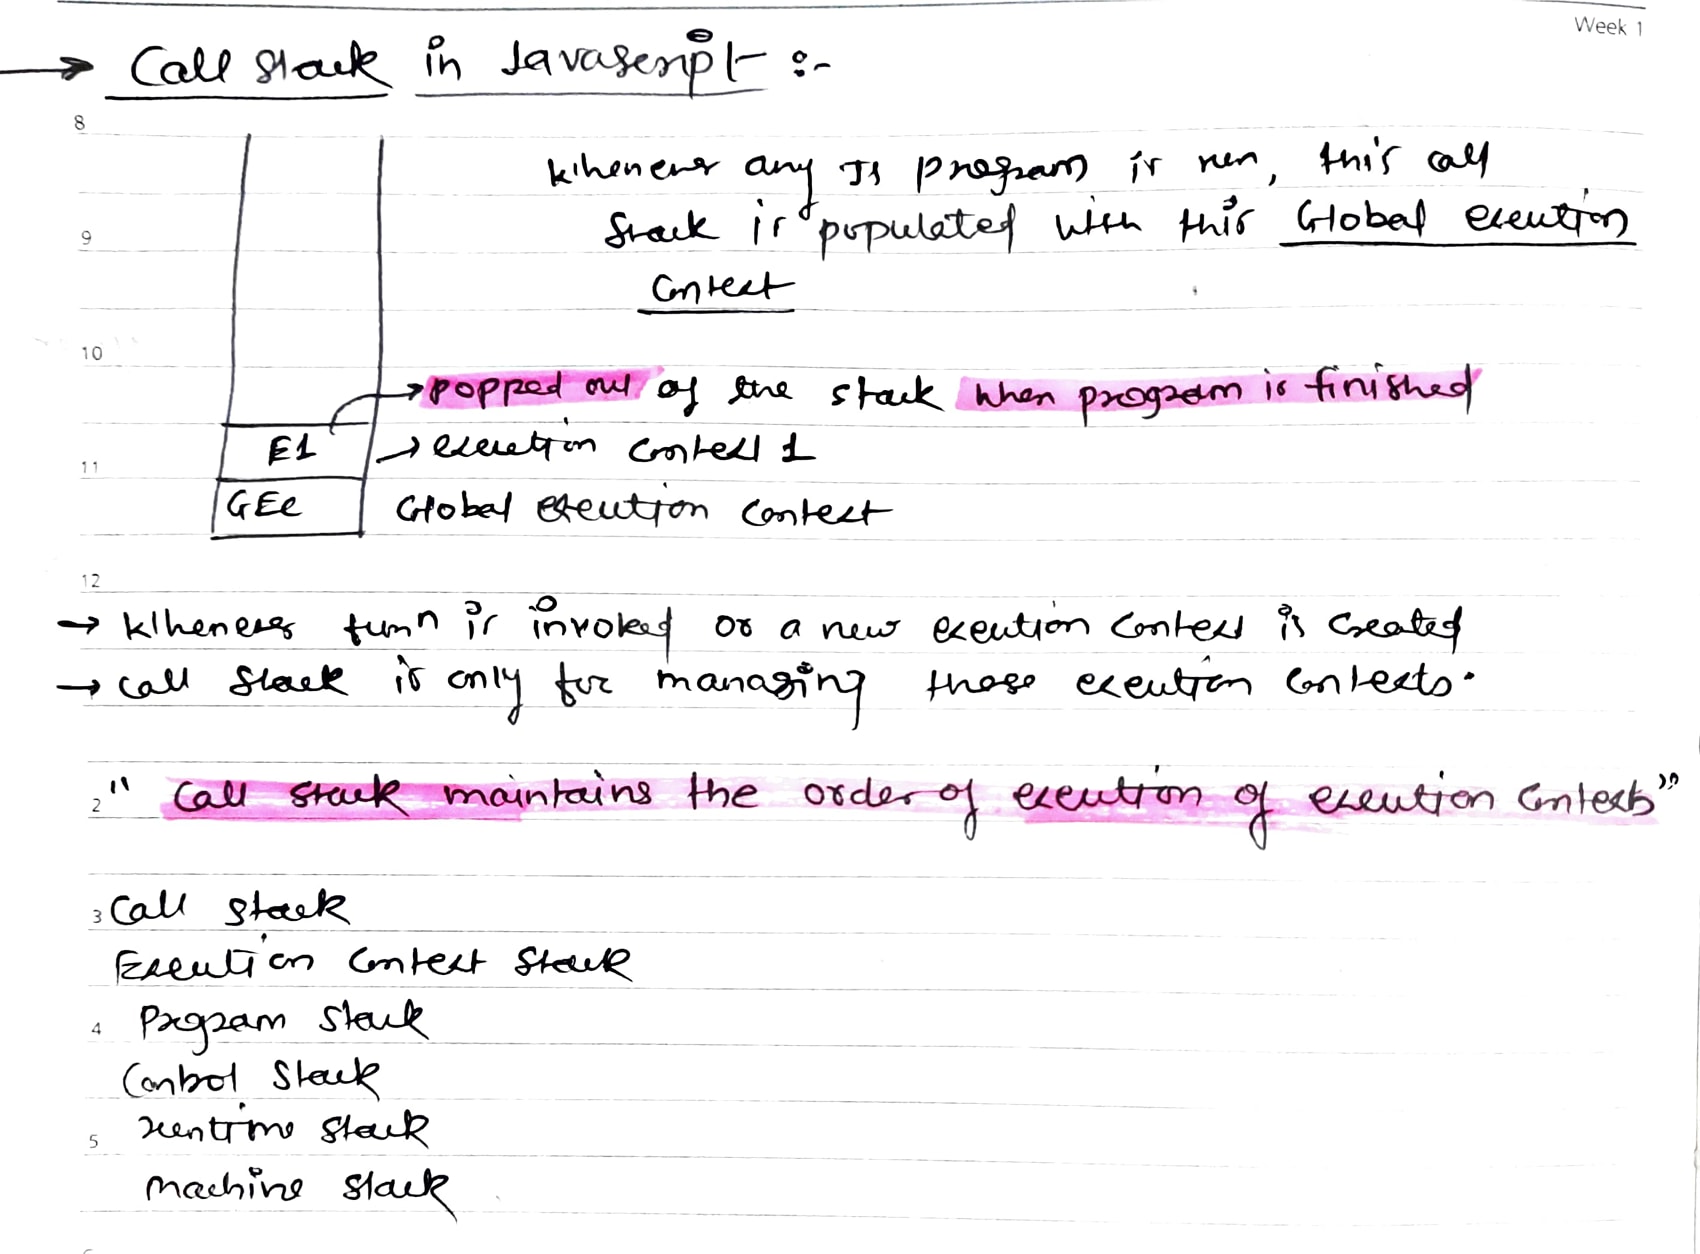 Week 1
→ Call Stack in Javascript :-
8
Whenever any JS program is run, this call
9
Stack is populated with this Global execution
Context
10
→ popped out of the stack when program is finished
E1 → execution context 1
11
GEC Global execution context
12
→ Whenever funⁿ is invoked or a new execution context is created
→ Call Stack is only for managing these execution contexts.
2 " Call stack maintains the order of execution of execution contexts"
3 Call stack
Execution Context Stack
4 Program Stack
Control Stack
5 runtime Stack
Machine Stack